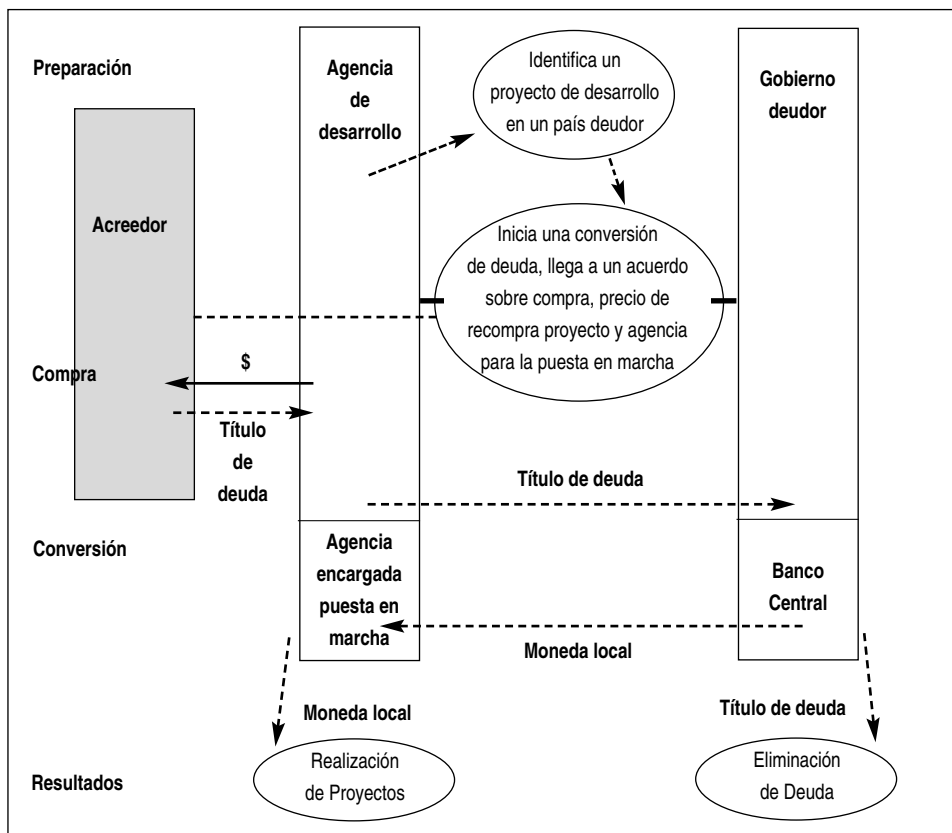 Preparación
Agencia
de
desarrollo
Identifica un
proyecto de desarrollo
en un país deudor
Gobierno
deudor
Acreedor
Inicia una conversión
de deuda, llega a un acuerdo
sobre compra, precio de
recompra proyecto y agencia
para la puesta en marcha
Compra
$
Título
de
deuda
Título de deuda
Conversión
Agencia
encargada
puesta en
marcha
Banco
Central
Moneda local
Moneda local
Título de deuda
Resultados
Realización
de Proyectos
Eliminación
de Deuda